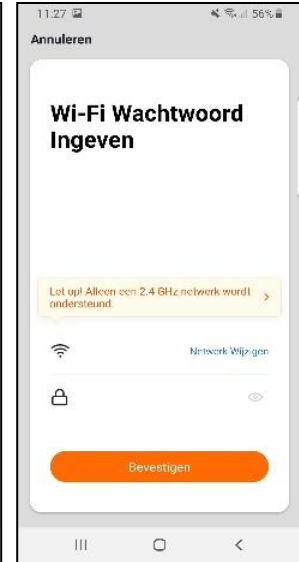 11:27 56%
Annuleren
Wi-Fi Wachtwoord
Ingeven
Let op! Alleen een 2.4 GHz netwerk wordt
ondersteund
Netwerk Wijzigen
Bevestigen